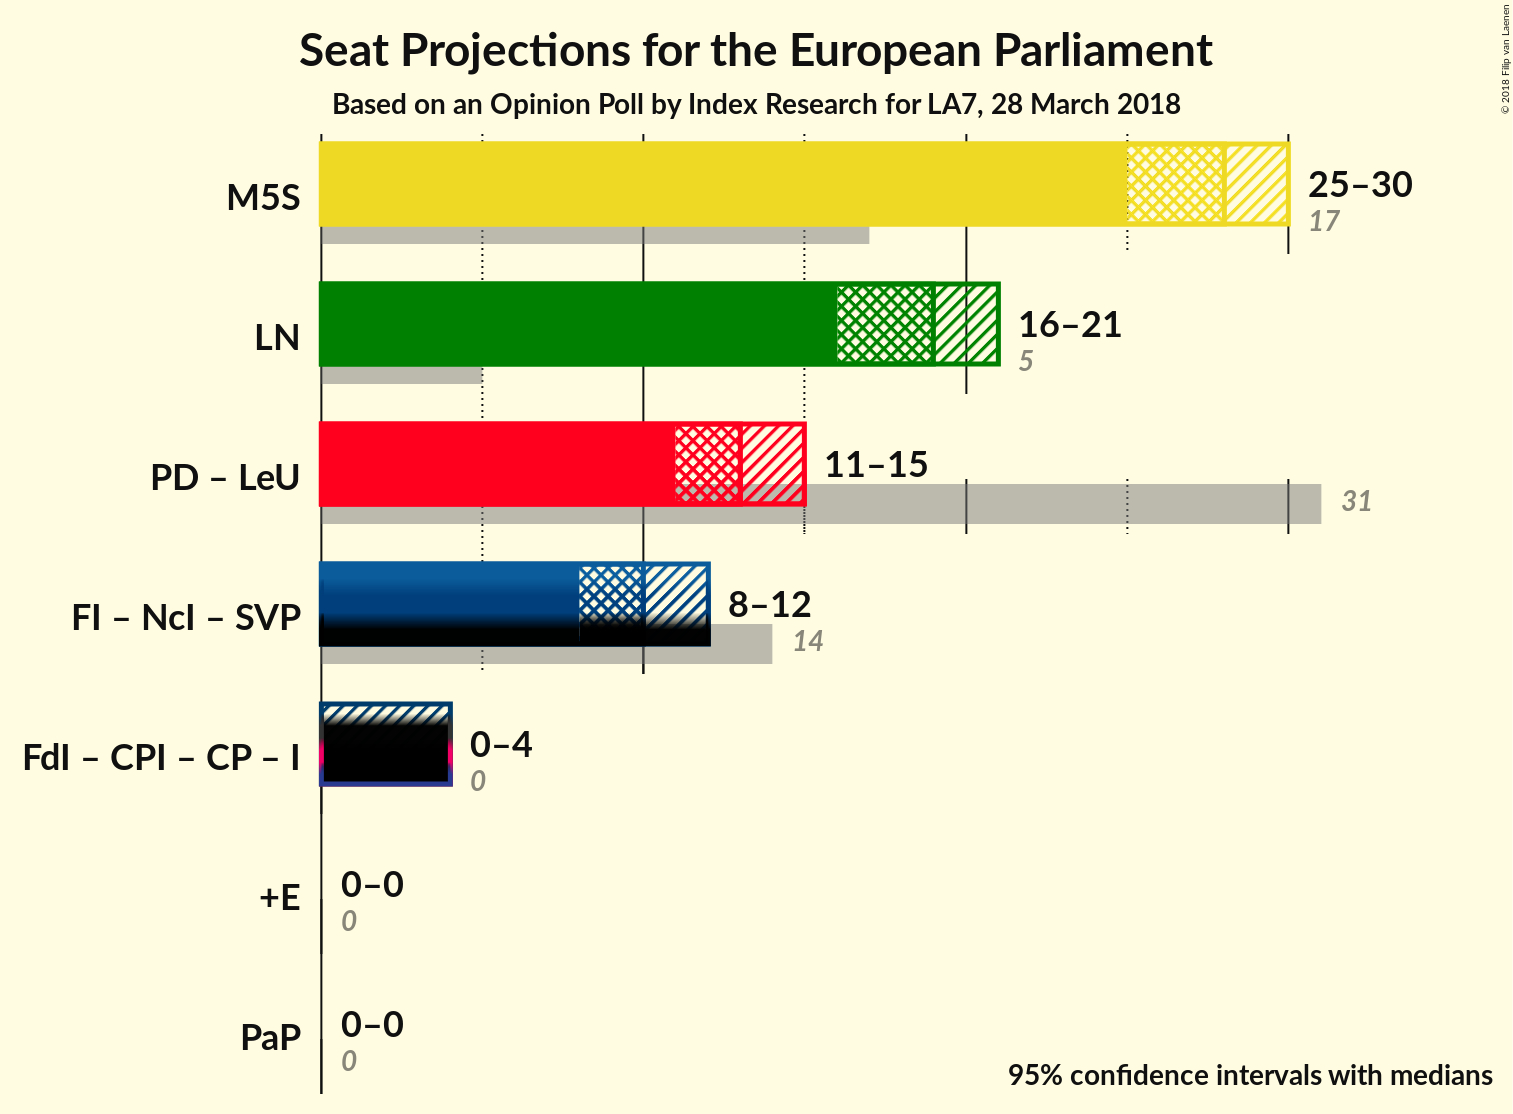 Seat Projections for the European Parliament
Based on an Opinion Poll by Index Research for LA7, 28 March 2018
© 2018 Filip van Laenen
M5S
25–30
17
LN
16–21
5
PD – LeU
11–15
31
FI – NcI – SVP
8–12
14
FdI – CPI – CP – I
0–4
0
+E
0–0
0
PaP
0–0
0
95% confidence intervals with medians